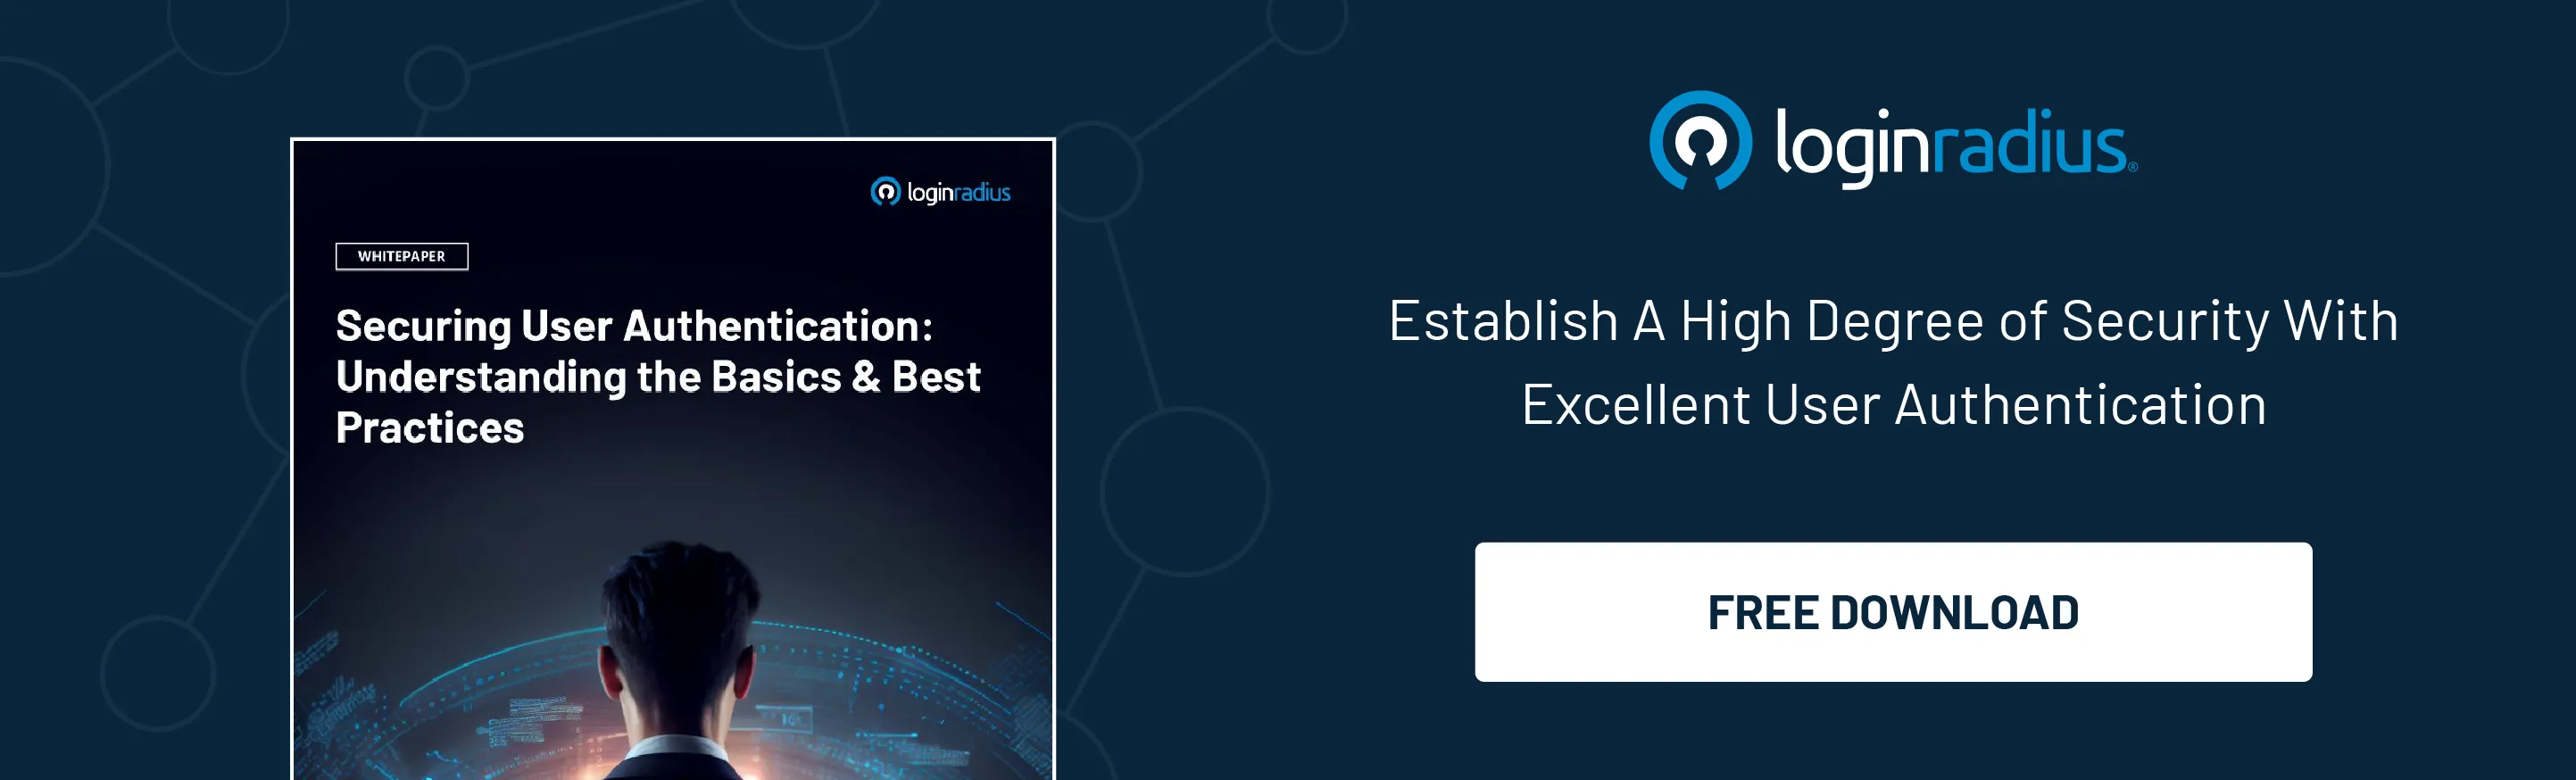 loginradius
WHITEPAPER
Securing User Authentication:
Understanding the Basics & Best
Practices
loginradius®
Establish A High Degree of Security With
Excellent User Authentication
FREE DOWNLOAD